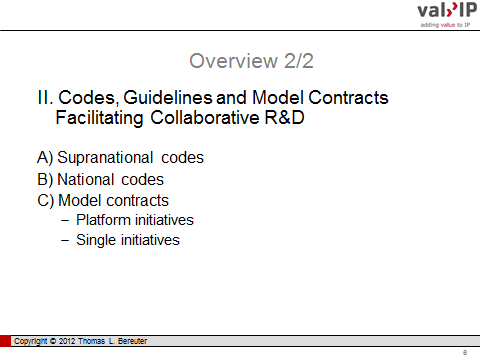 val IP
adding value to IP
Overview 2/2
II. Codes, Guidelines and Model Contracts
Facilitating Collaborative R&D
A) Supranational codes
B) National codes
C) Model contracts
– Platform initiatives
– Single initiatives
Copyright © 2012 Thomas L. Bereuter
6